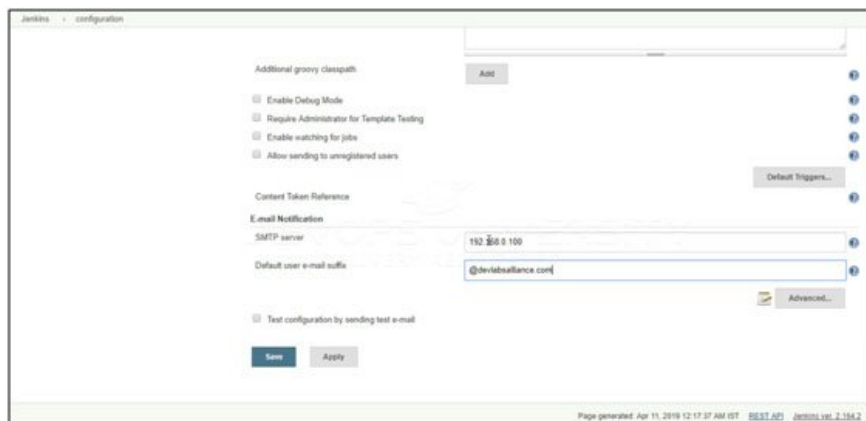 Jenkins › configuration
Additional groovy classpath
Add
Enable Debug Mode
Require Administrator for Template Testing
Enable watching for jobs
Allow sending to unregistered users
Default Triggers...
Content Token Reference
E-mail Notification
SMTP server
192.168.0.100
Default user e-mail suffix
@devlabsalliance.com
Advanced...
Test configuration by sending test e-mail
Save Apply
Page generated: Apr 11, 2019 12:17:37 AM IST REST API Jenkins ver. 2.164.2